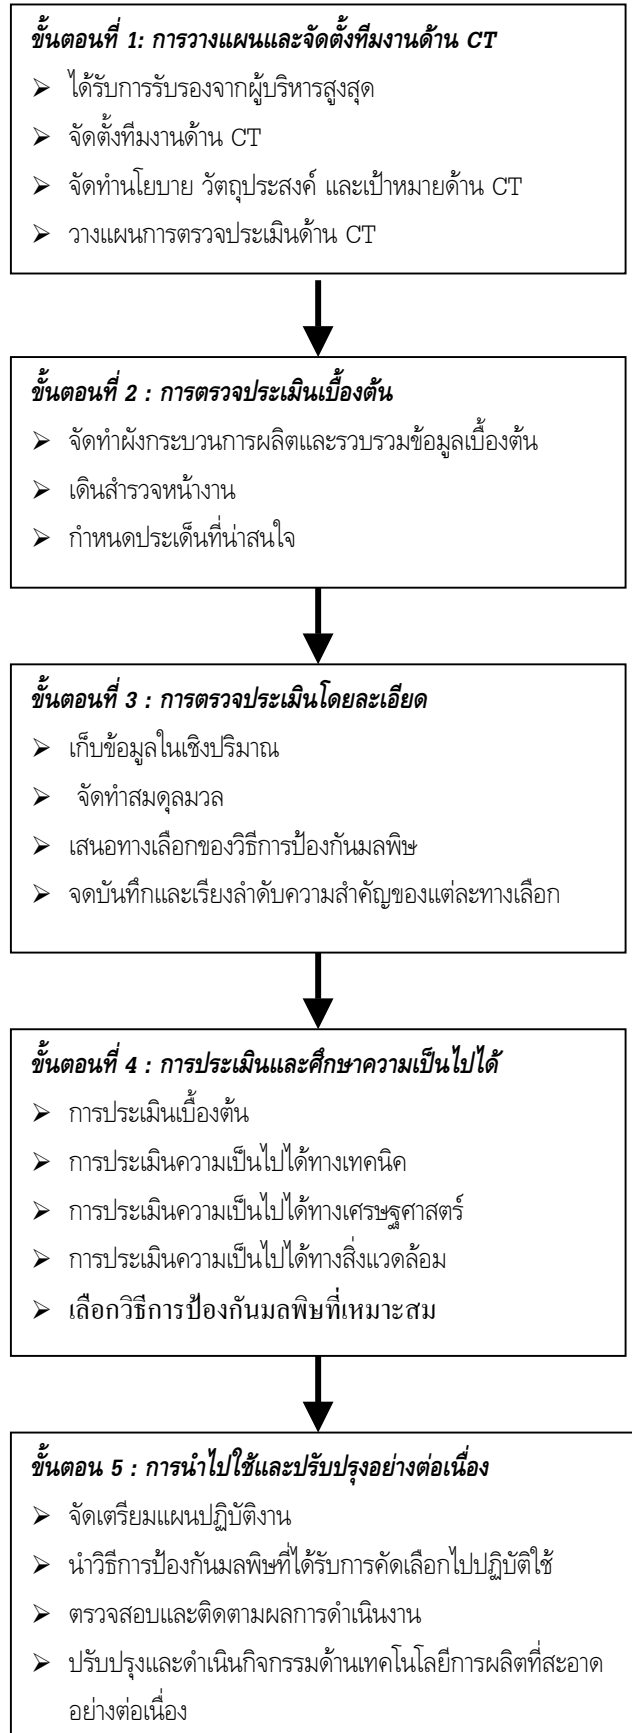 ขั้นตอนที่ 1: การวางแผนและจัดตั้งทีมงานด้าน CT
➢ ได้รับการรับรองจากผู้บริหารสูงสุด
➢ จัดตั้งทีมงานด้าน CT
➢ จัดทำนโยบาย วัตถุประสงค์ และเป้าหมายด้าน CT
➢ วางแผนการตรวจประเมินด้าน CT
ขั้นตอนที่ 2 : การตรวจประเมินเบื้องต้น
➢ จัดทำผังกระบวนการผลิตและรวบรวมข้อมูลเบื้องต้น
➢ เดินสำรวจหน้างาน
➢ กำหนดประเด็นที่น่าสนใจ
ขั้นตอนที่ 3 : การตรวจประเมินโดยละเอียด
➢ เก็บข้อมูลในเชิงปริมาณ
➢ จัดทำสมดุลมวล
➢ เสนอทางเลือกของวิธีการป้องกันมลพิษ
➢ จดบันทึกและเรียงลำดับความสำคัญของแต่ละทางเลือก
ขั้นตอนที่ 4 : การประเมินและศึกษาความเป็นไปได้
➢ การประเมินเบื้องต้น
➢ การประเมินความเป็นไปได้ทางเทคนิค
➢ การประเมินความเป็นไปได้ทางเศรษฐศาสตร์
➢ การประเมินความเป็นไปได้ทางสิ่งแวดล้อม
➢ เลือกวิธีการป้องกันมลพิษที่เหมาะสม
ขั้นตอน 5 : การนำไปใช้และปรับปรุงอย่างต่อเนื่อง
➢ จัดเตรียมแผนปฏิบัติงาน
➢ นำวิธีการป้องกันมลพิษที่ได้รับการคัดเลือกไปปฏิบัติใช้
➢ ตรวจสอบและติดตามผลการดำเนินงาน
➢ ปรับปรุงและดำเนินกิจกรรมด้านเทคโนโลยีการผลิตที่สะอาด
อย่างต่อเนื่อง